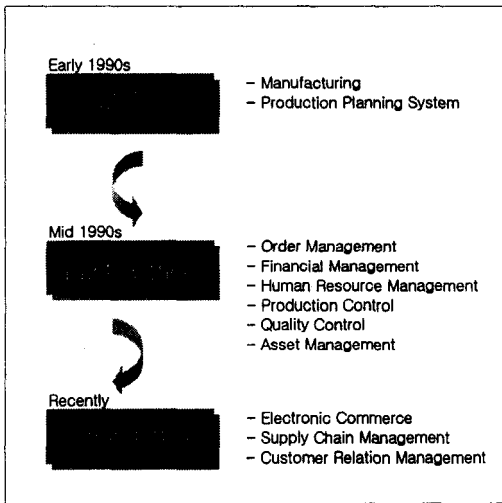 Early 1990s
- Manufacturing
- Production Planning System
Mid 1990s
- Order Management
- Financial Management
- Human Resource Management
- Production Control
- Quality Control
- Asset Management
Recently
- Electronic Commerce
- Supply Chain Management
- Customer Relation Management